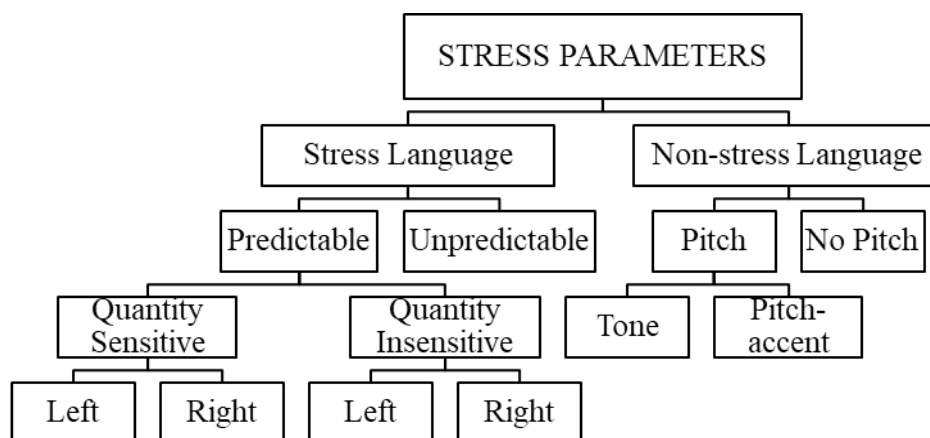 STRESS PARAMETERS
Stress Language
Non-stress Language
Predictable
Unpredictable
Pitch
No Pitch
Quantity
Sensitive
Quantity
Insensitive
Tone
Pitch-
accent
Left
Right
Left
Right